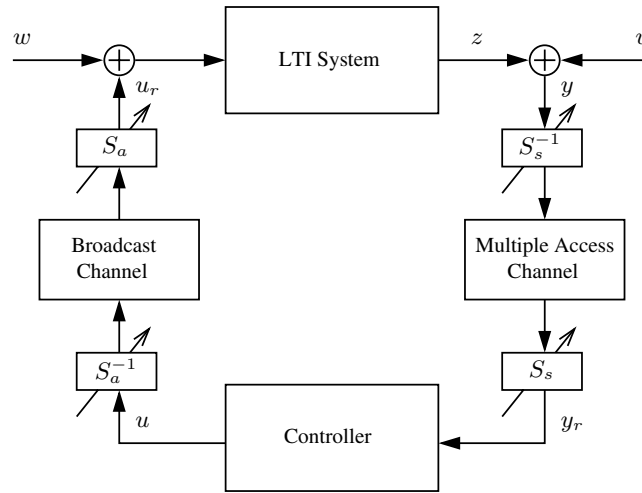 w
LTI System
z
u_r
y
S_a
S_s^{-1}
Broadcast
Channel
Multiple Access
Channel
S_a^{-1}
S_s
u
Controller
y_r